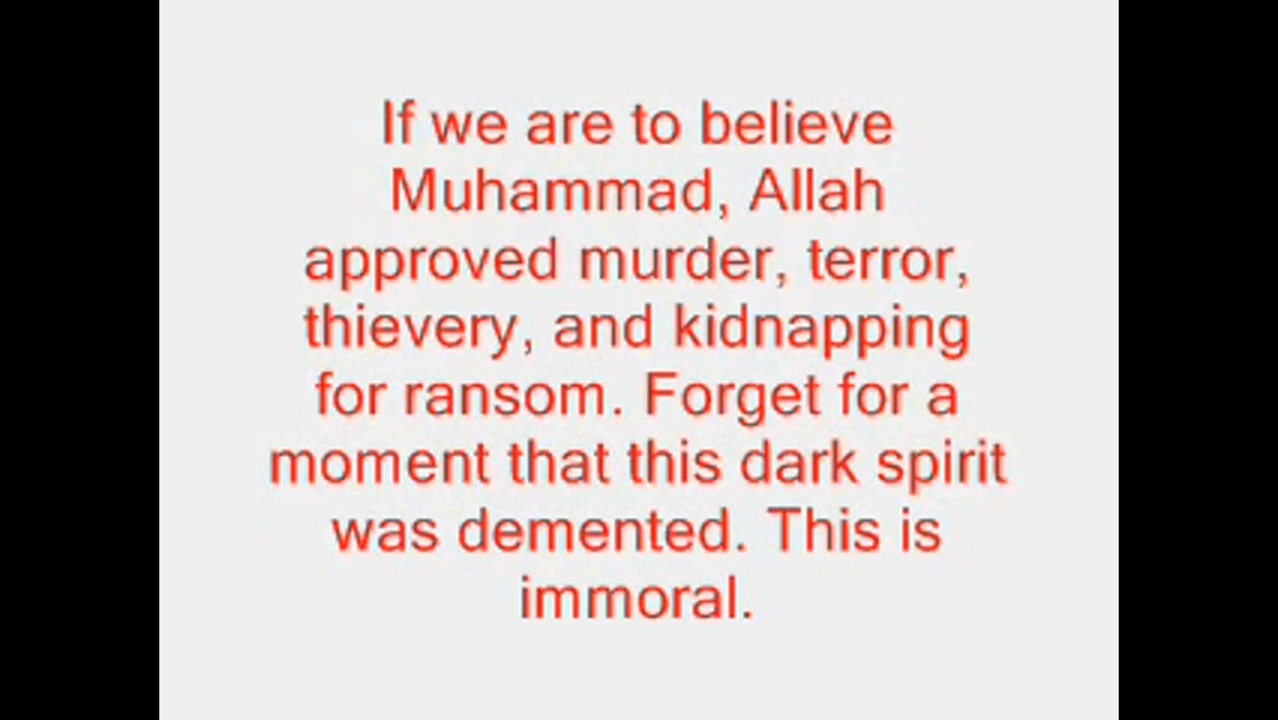 If we are to believe
Muhammad, Allah
approved murder, terror,
thievery, and kidnapping
for ransom. Forget for a
moment that this dark spirit
was demented. This is
immoral.